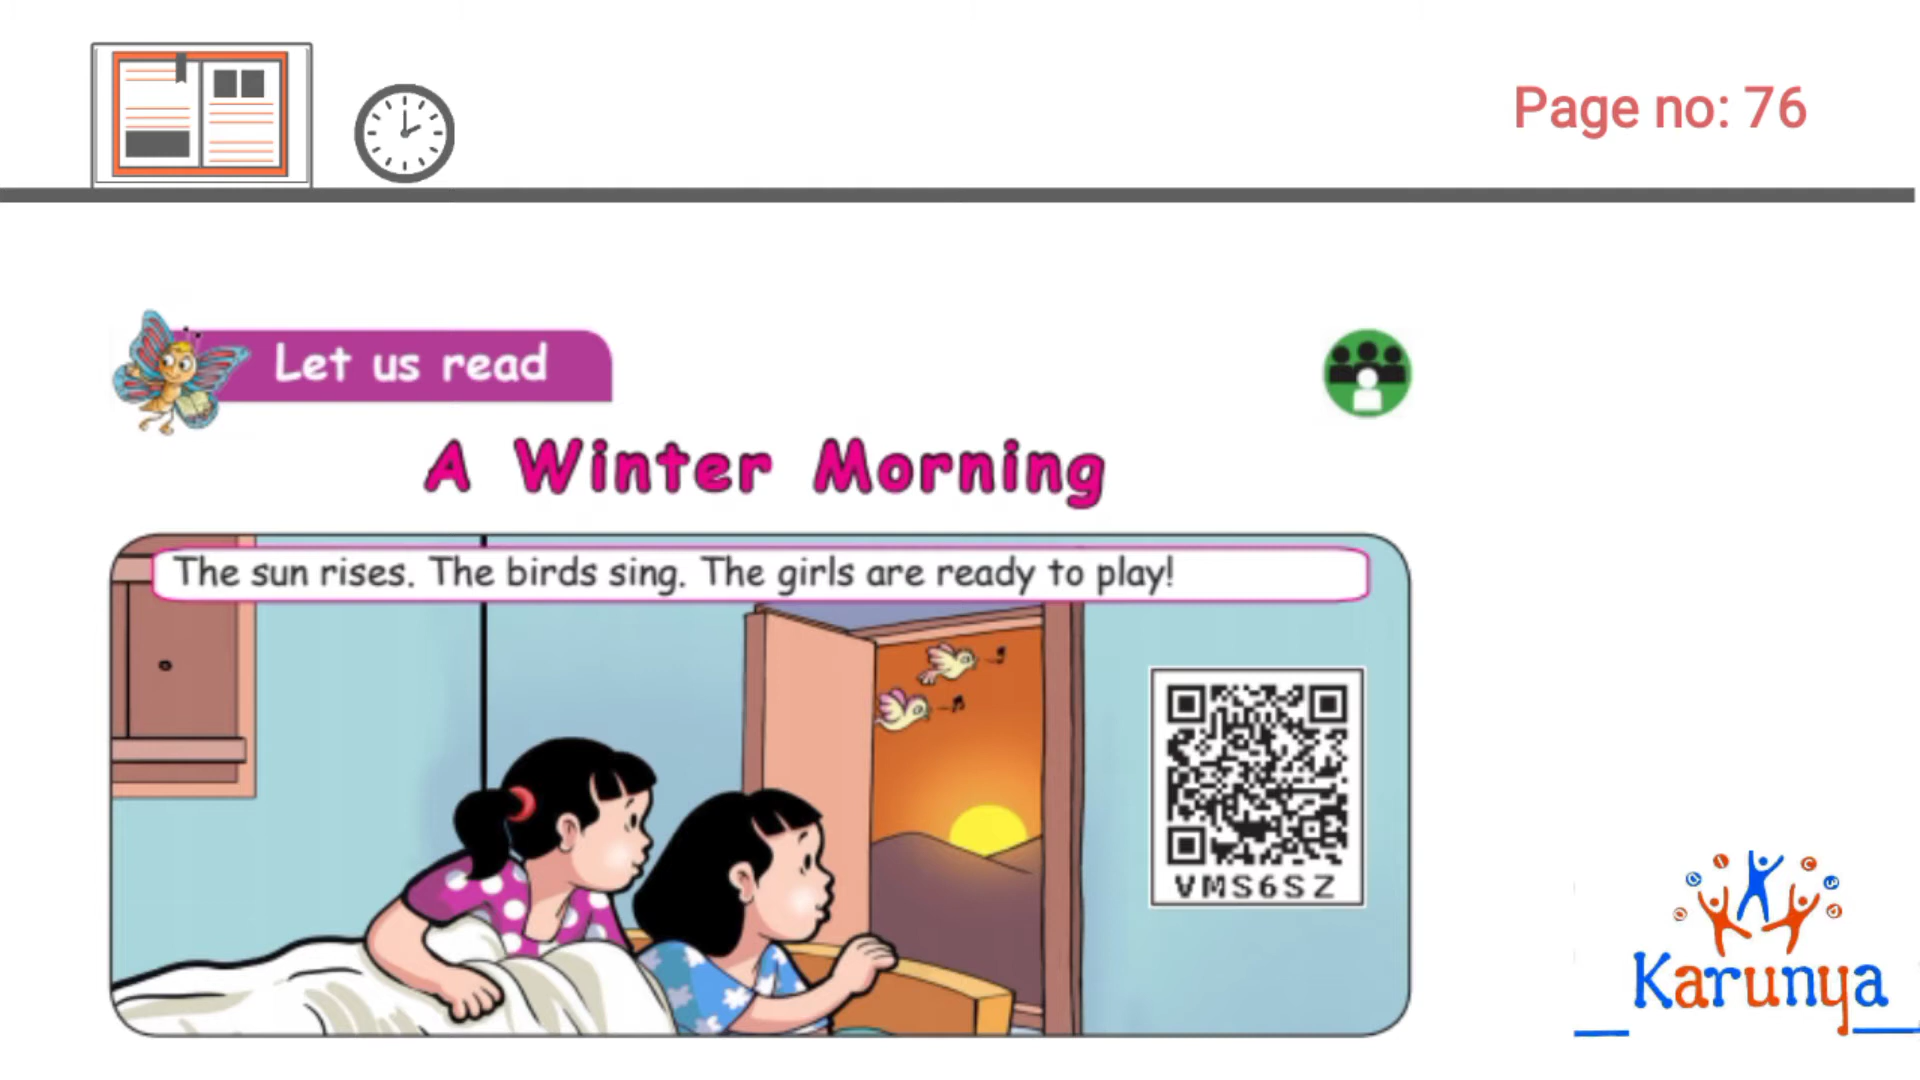 Page no: 76
Let us read
A Winter Morning
The sun rises. The birds sing. The girls are ready to play!
VMS6SZ
Karunya